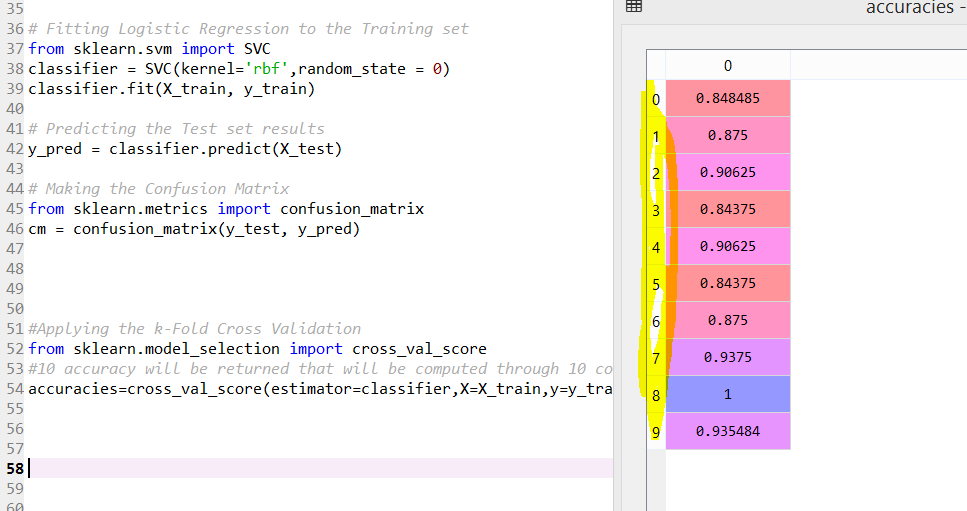 35
36 # Fitting Logistic Regression to the Training set
37 from sklearn.svm import SVC
38 classifier = SVC(kernel='rbf',random_state = 0)
39 classifier.fit(X_train, y_train)
40
41 # Predicting the Test set results
42 y_pred = classifier.predict(X_test)
43
44 # Making the Confusion Matrix
45 from sklearn.metrics import confusion_matrix
46 cm = confusion_matrix(y_test, y_pred)
47
48
49
50
51 #Applying the k-Fold Cross Validation
52 from sklearn.model_selection import cross_val_score
53 #10 accuracy will be returned that will be computed through 10 co
54 accuracies=cross_val_score(estimator=classifier,X=X_train,y=y_tra
55
56
57
58
59
60
accuracies -
0
0 0.848485
1 0.875
2 0.90625
3 0.84375
4 0.90625
5 0.84375
6 0.875
7 0.9375
8 1
9 0.935484